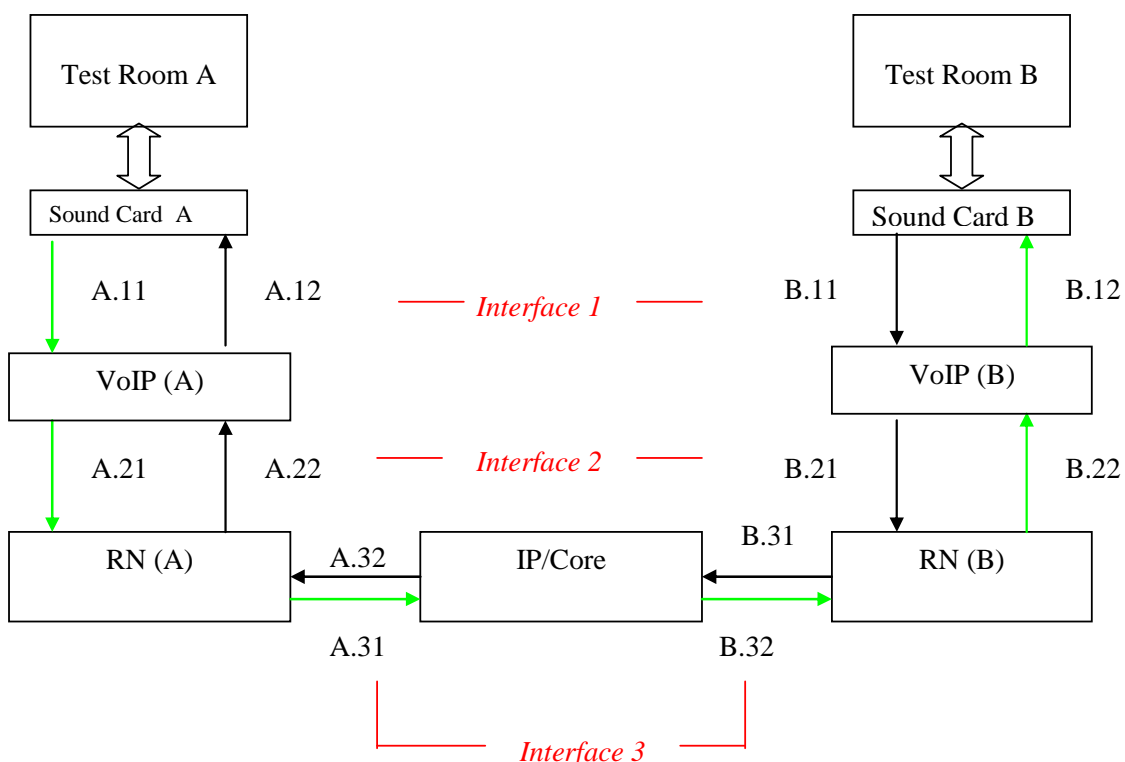 Test Room A
Test Room B
Sound Card A
Sound Card B
A.11
A.12
Interface 1
B.11
B.12
VoIP (A)
VoIP (B)
A.21
A.22
Interface 2
B.21
B.22
RN (A)
A.32
IP/Core
B.31
RN (B)
A.31
B.32
Interface 3